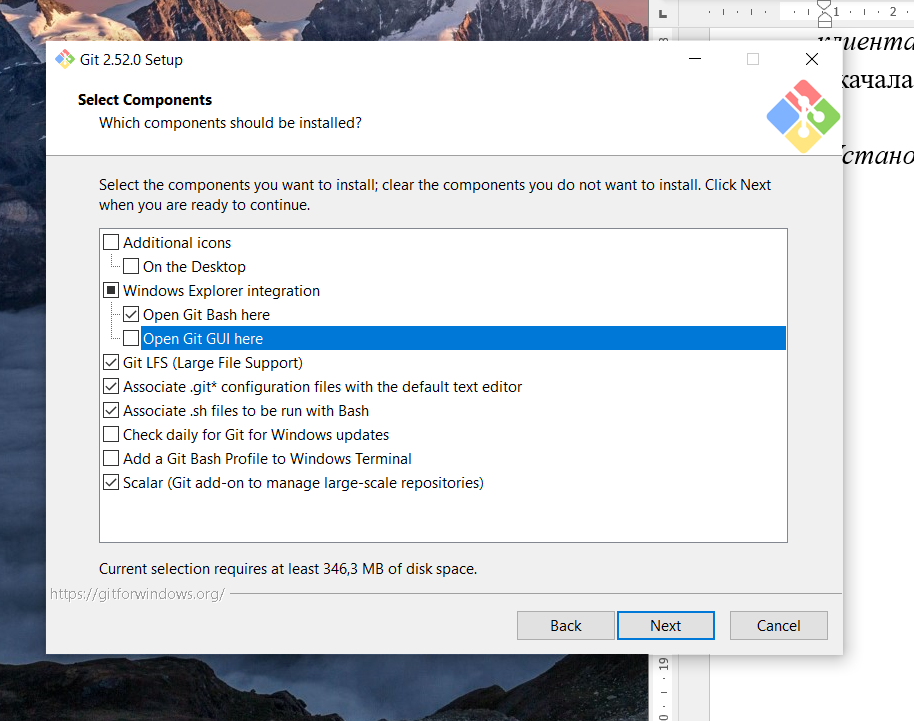 Git 2.52.0 Setup
Select Components
Which components should be installed?
Select the components you want to install; clear the components you do not want to install. Click Next
when you are ready to continue.
Additional icons
On the Desktop
Windows Explorer integration
Open Git Bash here
Open Git GUI here
Git LFS (Large File Support)
Associate .git* configuration files with the default text editor
Associate .sh files to be run with Bash
Check daily for Git for Windows updates
Add a Git Bash Profile to Windows Terminal
Scalar (Git add-on to manage large-scale repositories)
Current selection requires at least 346,3 MB of disk space.
https://gitforwindows.org/
Back
Next
Cancel
1 2
клиента
качала
19